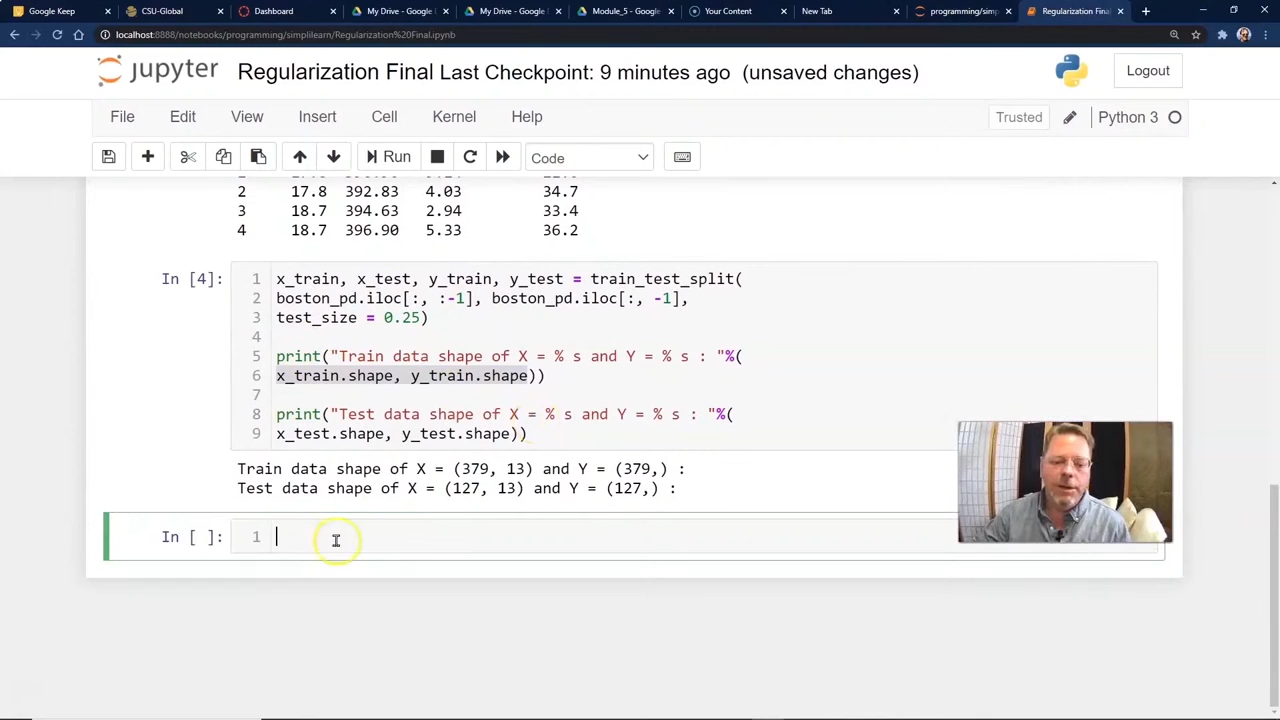 Google Keep
CSU-Global
Dashboard
My Drive - Google
My Drive - Google
Module_5 - Google
Your Content
New Tab
programming/simp
Regularization Final
localhost:8888/notebooks/programming/simplilearn/Regularization%20Final.ipynb
jupyter Regularization Final Last Checkpoint: 9 minutes ago (unsaved changes)
Logout
File Edit View Insert Cell Kernel Help
Trusted Python 3
Run Code
2 17.8 392.83 4.03 34.7
3 18.7 394.63 2.94 33.4
4 18.7 396.90 5.33 36.2
In [4]: 1 x_train, x_test, y_train, y_test = train_test_split(
2 boston_pd.iloc[:, :-1], boston_pd.iloc[:, -1],
3 test_size = 0.25)
4
5 print("Train data shape of X = % s and Y = % s : "%(
6 x_train.shape, y_train.shape))
7
8 print("Test data shape of X = % s and Y = % s : "%(
9 x_test.shape, y_test.shape))
Train data shape of X = (379, 13) and Y = (379,) :
Test data shape of X = (127, 13) and Y = (127,) :
In [ ]: 1